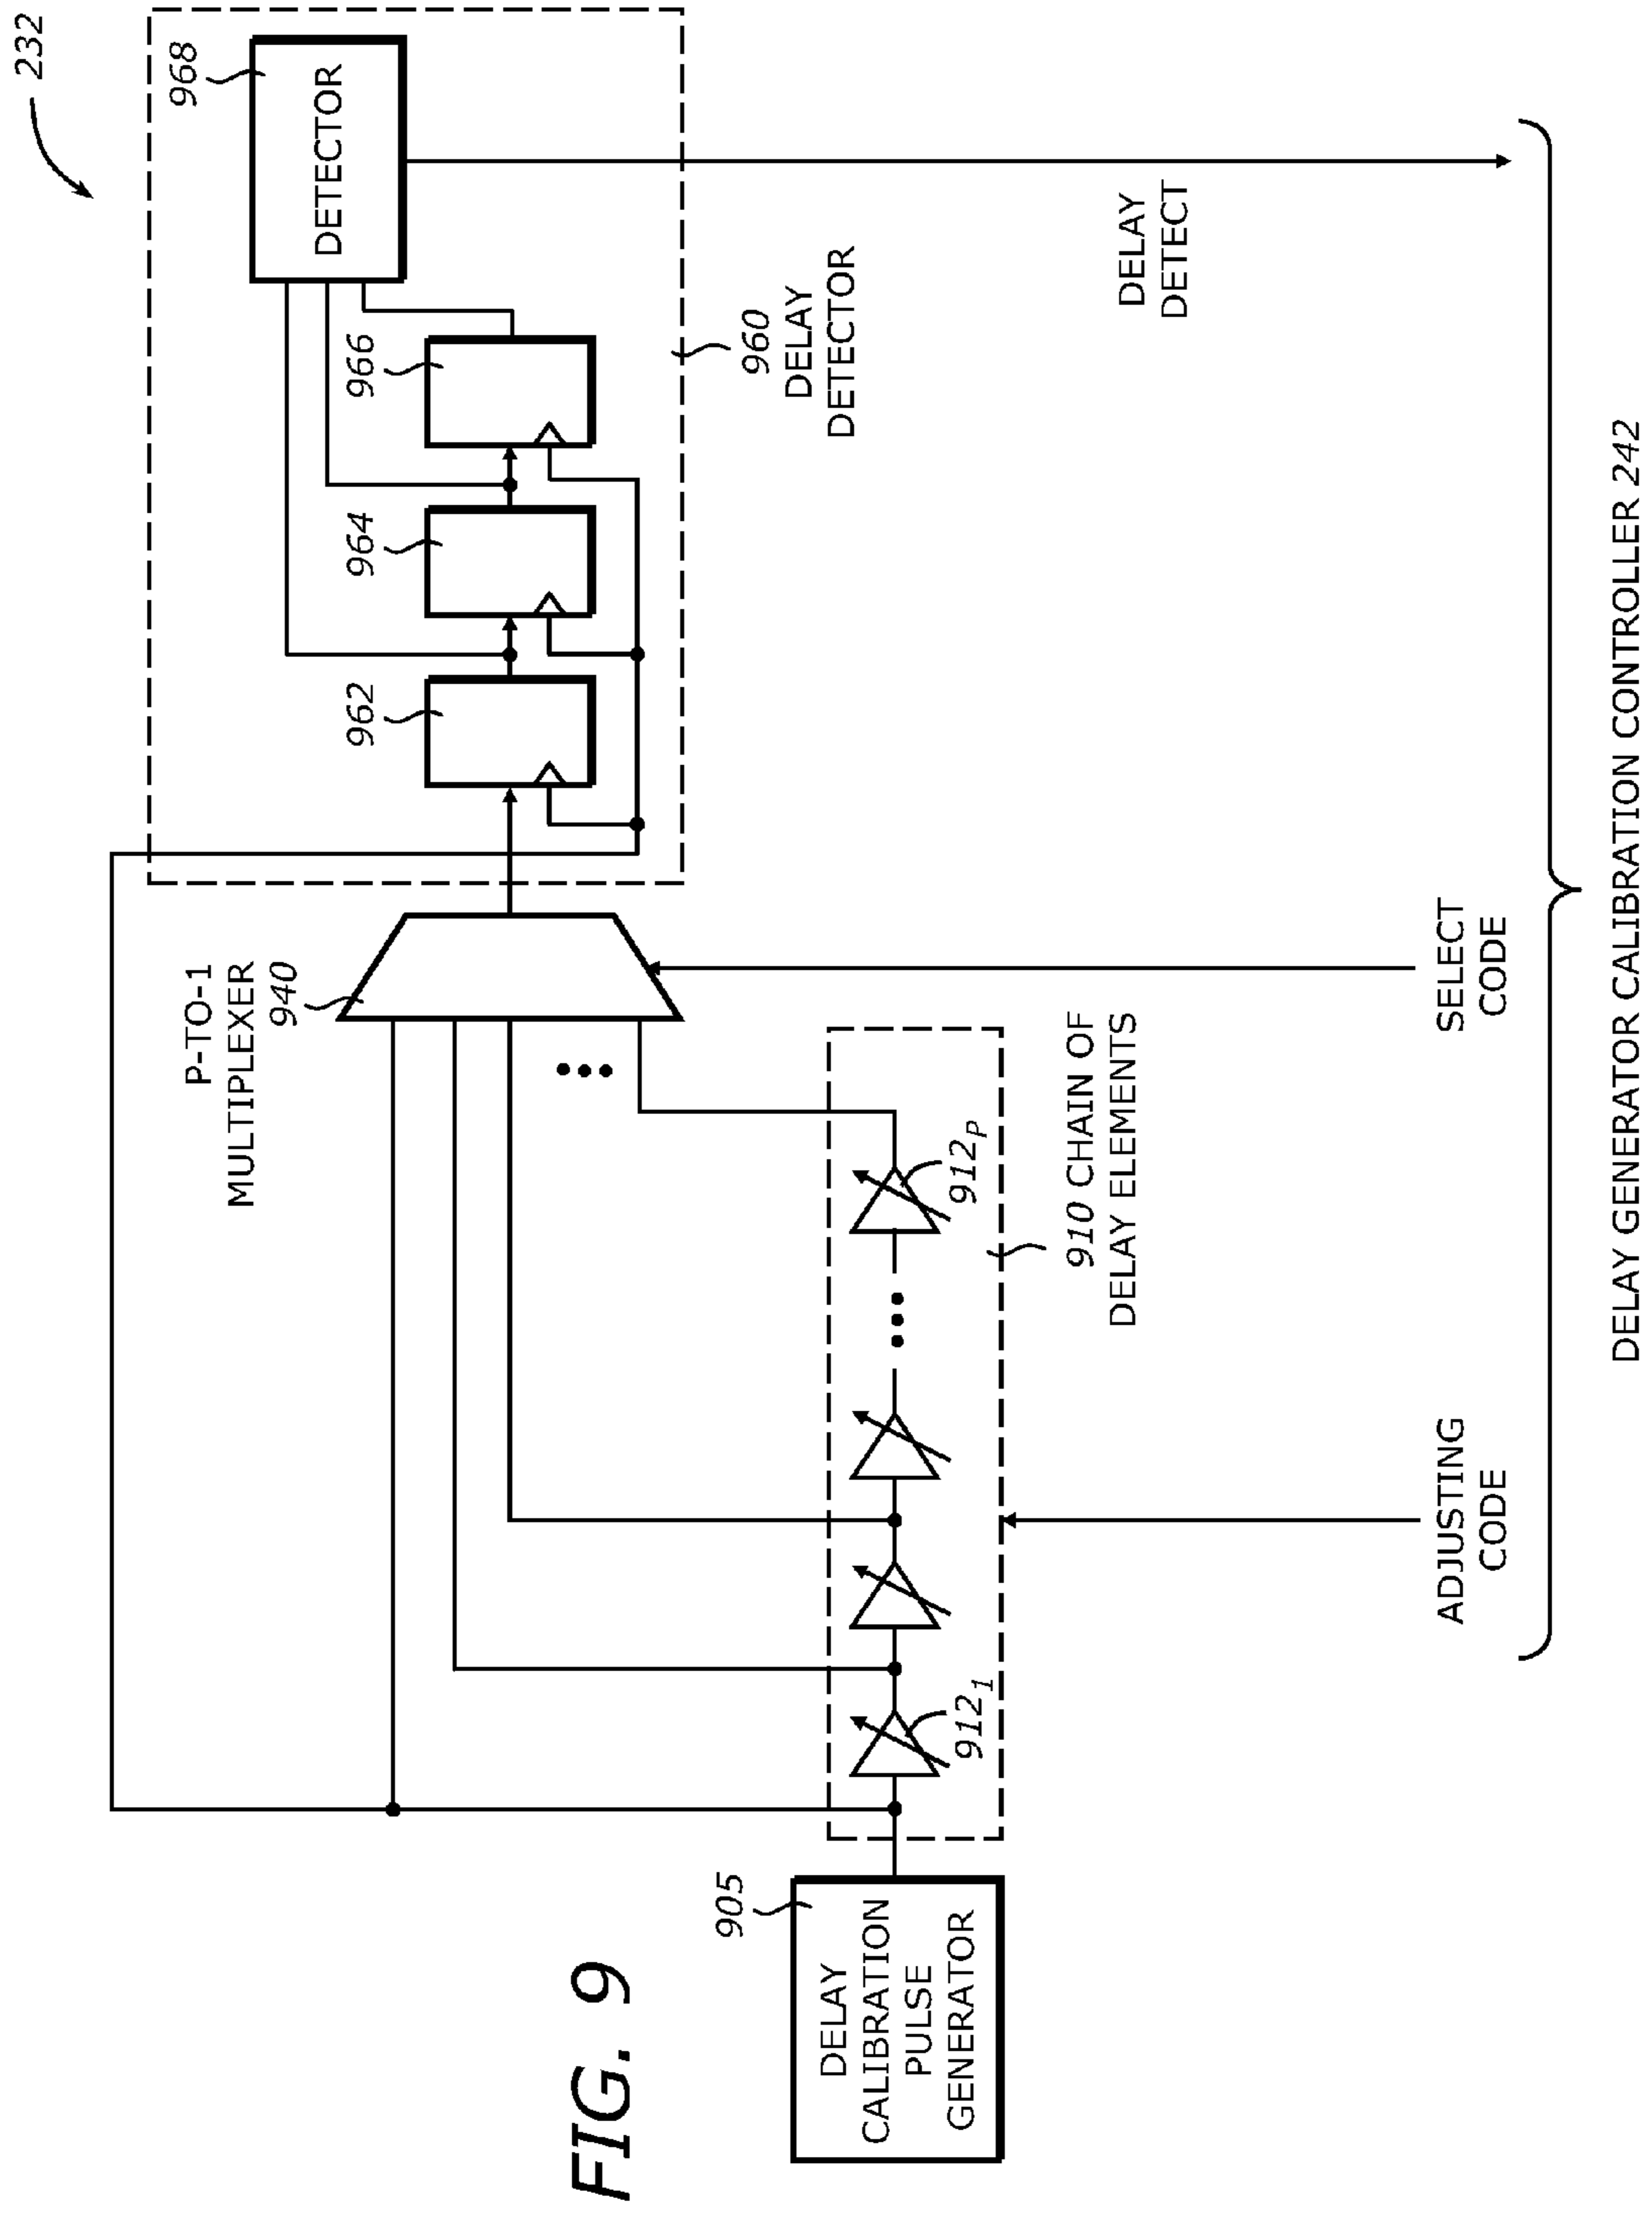 FIG. 9
232
905
DELAY
CALIBRATION
PULSE
GENERATOR
912₁
912ₚ
910 CHAIN OF
DELAY ELEMENTS
P-TO-1
MULTIPLEXER
940
962
964
966
968
DETECTOR
960
DELAY
DETECTOR
ADJUSTING
CODE
SELECT
CODE
DELAY
DETECT
DELAY GENERATOR CALIBRATION CONTROLLER 242